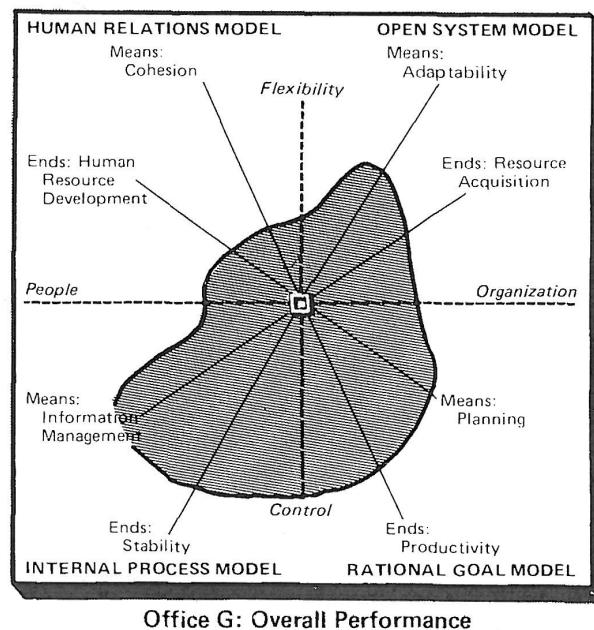 HUMAN RELATIONS MODEL
OPEN SYSTEM MODEL
Means:
Cohesion
Means:
Adaptability
Flexibility
Ends: Human
Resource
Development
Ends: Resource
Acquisition
People
Organization
Means:
Information
Management
Means:
Planning
Control
Ends:
Stability
Ends:
Productivity
INTERNAL PROCESS MODEL
RATIONAL GOAL MODEL
Office G: Overall Performance